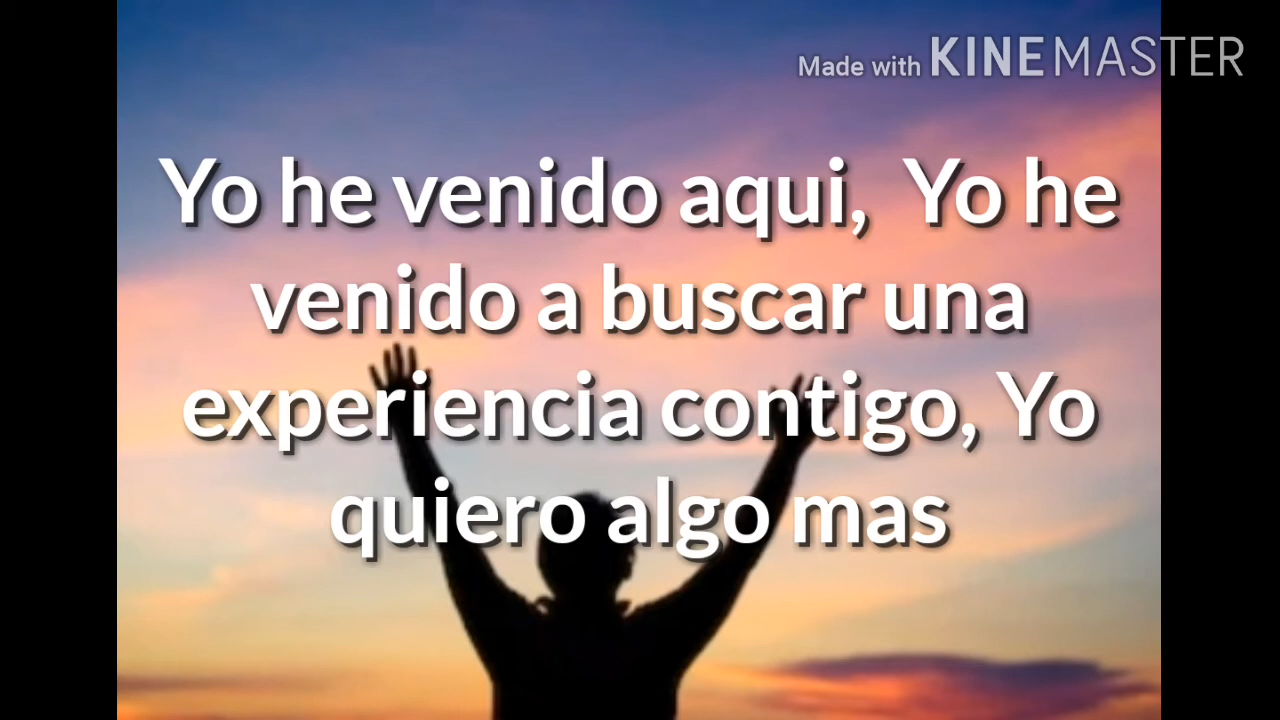 Made with KINEMASTER
Yo he venido aqui, Yo he
venido a buscar una
experiencia contigo, Yo
quiero algo mas